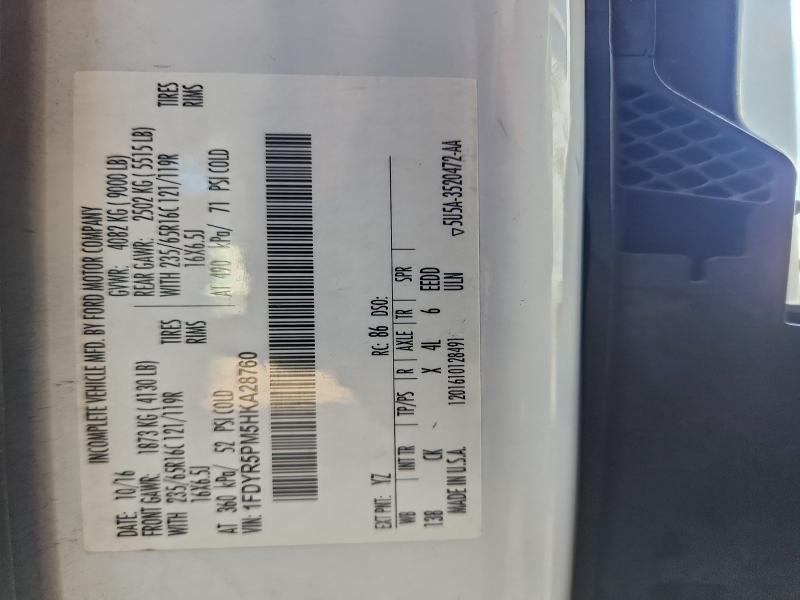 INCOMPLETE VEHICLE MFD. BY FORD MOTOR COMPANY
DATE: 10/16 GVWR: 4082 KG ( 9000 LB)
FRONT GAWR: 1873 KG ( 4130 LB) REAR GAWR: 2502 KG ( 5515 LB)
WITH 235/65R16C 121/119R TIRES WITH 235/65R16C 121/119R TIRES
16X6.5J RIMS 16X6.5J RIMS
AT 360 kPa/ 52 PSI COLD AT 490 kPa/ 71 PSI COLD
VIN: 1FDYR5PM5HKA28760
EXT PNT: YZ RC: 86 DSO:
WB INT TR TP/PS R AXLE TR SPR
138 CK X 4L 6 EEDD
MADE IN U.S.A. 1201610128491 ULN
▽5U5A-3520472-AA